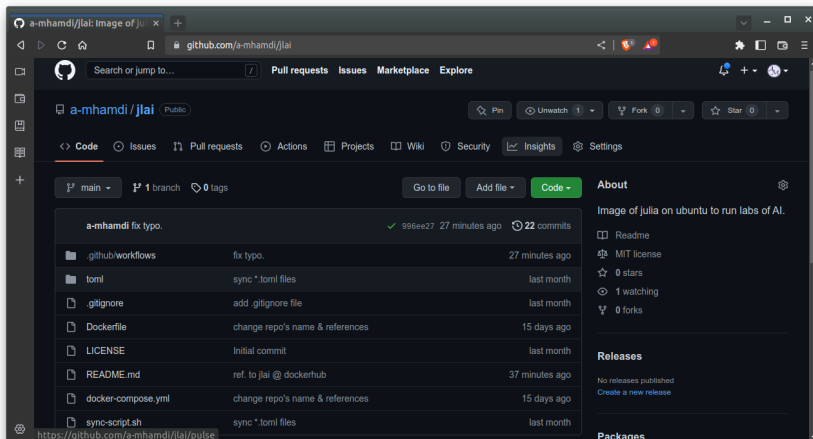 a-mhamdi/jlai: Image of ju
github.com/a-mhamdi/jlai
Search or jump to... / Pull requests Issues Marketplace Explore
a-mhamdi / jlai Public
Pin Unwatch 1 Fork 0 Star 0
Code Issues Pull requests Actions Projects Wiki Security Insights Settings
main 1 branch 0 tags Go to file Add file Code
a-mhamdi fix typo. 996ee27 27 minutes ago 22 commits
.github/workflows fix typo. 27 minutes ago
toml sync *.toml files last month
.gitignore add .gitignore file last month
Dockerfile change repo's name & references 15 days ago
LICENSE Initial commit last month
README.md ref. to jlai @ dockerhub 37 minutes ago
docker-compose.yml change repo's name & references 15 days ago
sync-script.sh sync *.toml files last month
https://github.com/a-mhamdi/jlai/pulse
About
Image of julia on ubuntu to run labs of AI.
Readme
MIT license
0 stars
1 watching
0 forks
Releases
No releases published
Create a new release
Packages